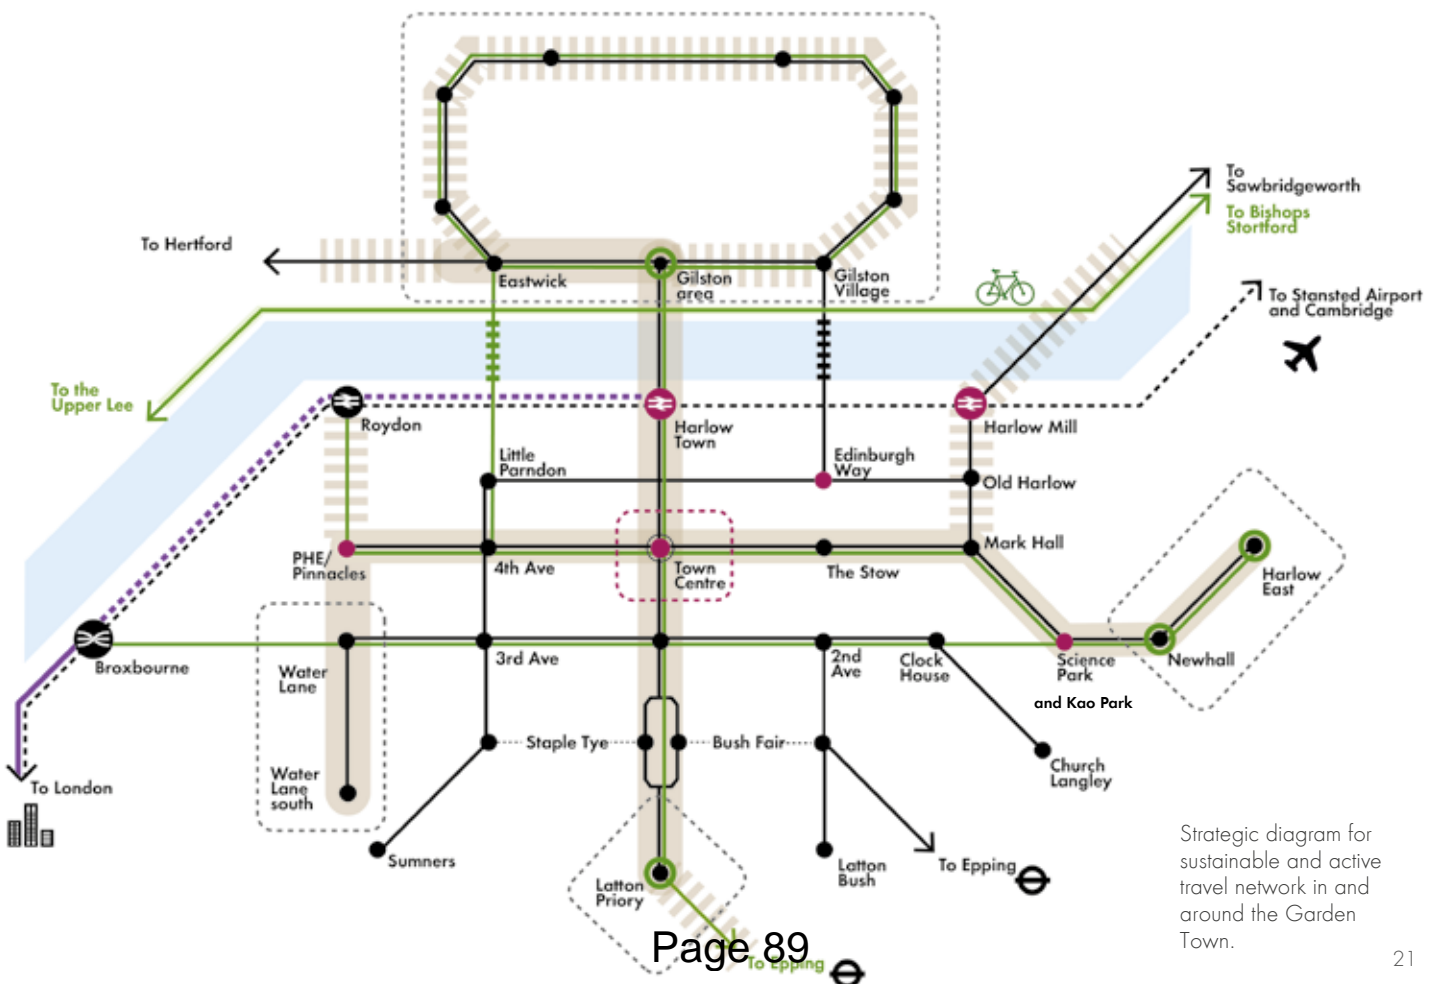 To
Sawbridgeworth
To Bishops
Stortford
To Hertford
Eastwick
Gilston
area
Gilston
Village
To Stansted Airport
and Cambridge
To the
Upper Lee
Roydon
Harlow
Town
Harlow Mill
Little
Parndon
Edinburgh
Way
Old Harlow
PHE/
Pinnacles
4th Ave
Town
Centre
The Stow
Mark Hall
Harlow
East
Broxbourne
Water
Lane
3rd Ave
2nd
Ave
Clock
House
Science
Park
and Kao Park
Newhall
Staple Tye
Bush Fair
Water
Lane
south
To London
Church
Langley
Sumners
Latton
Priory
Latton
Bush
To Epping
To Epping
Strategic diagram for
sustainable and active
travel network in and
around the Garden
Town.
Page 89
21